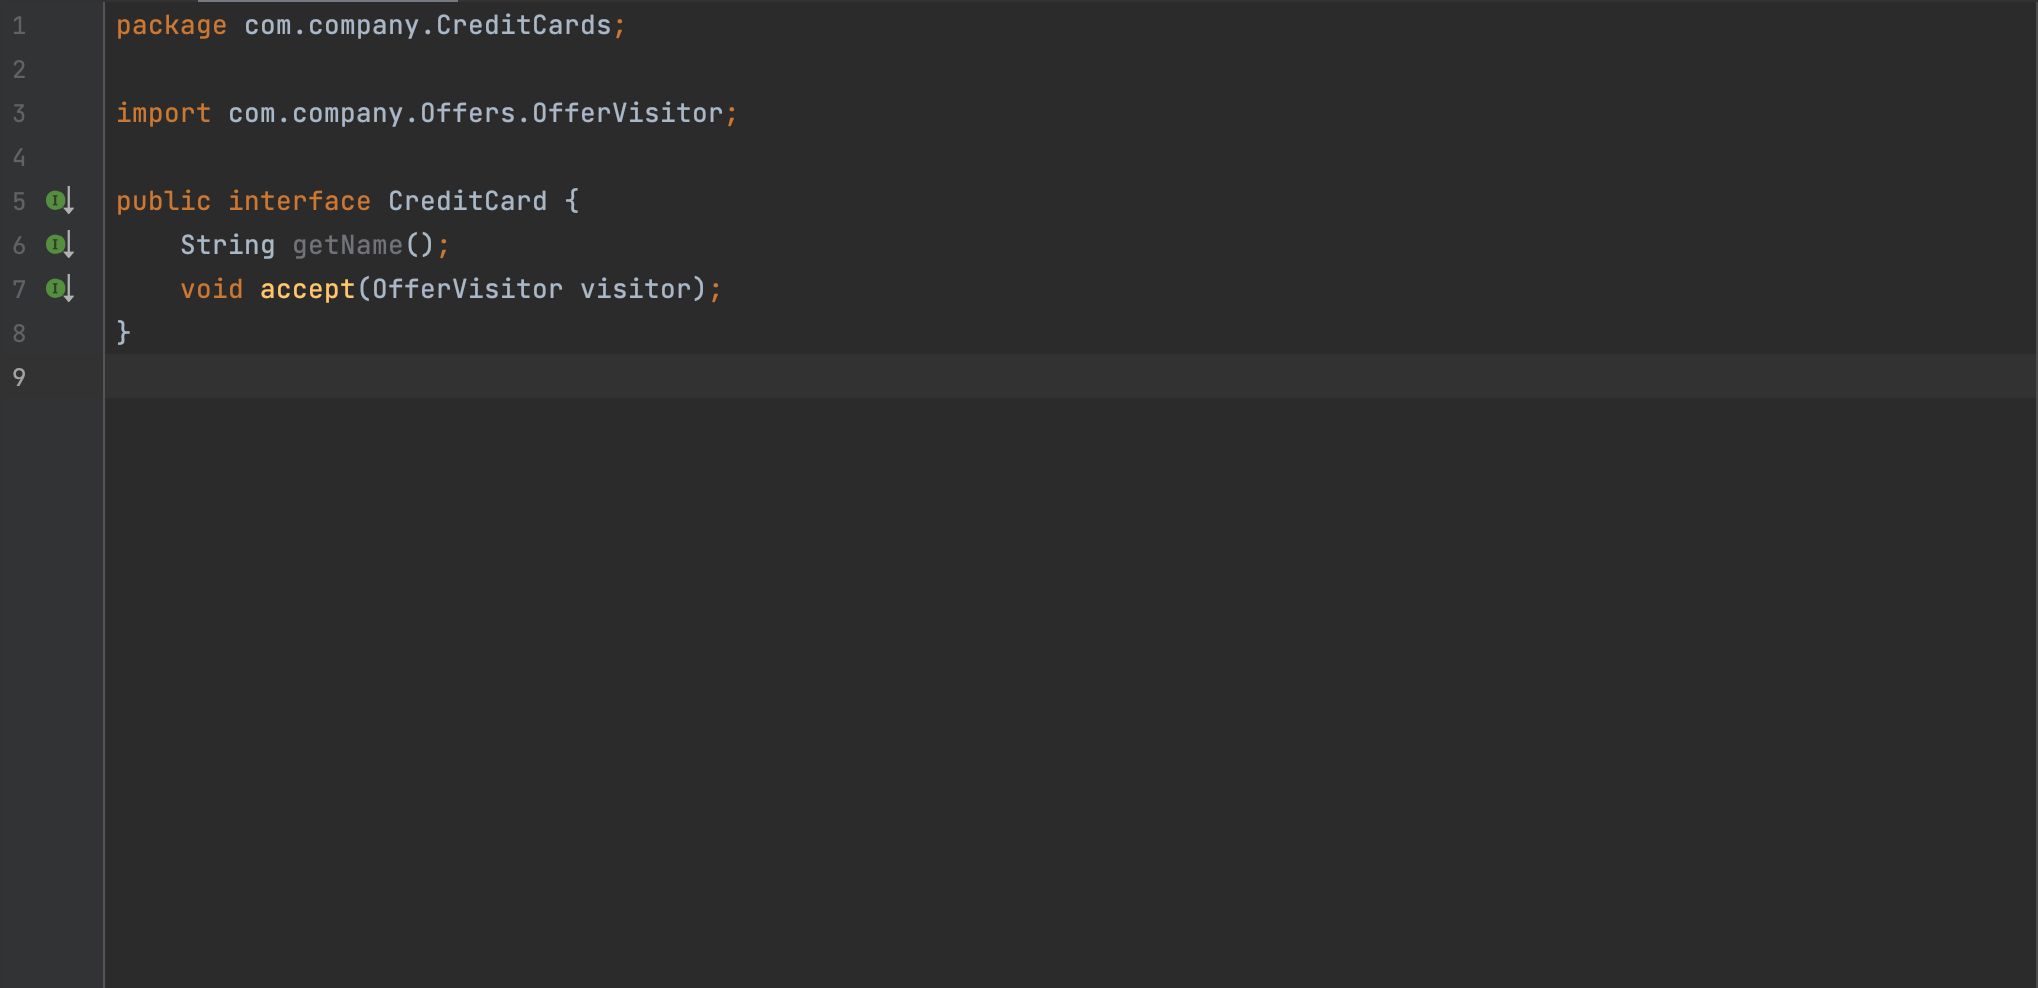 1 package com.company.CreditCards;
2
3 import com.company.Offers.OfferVisitor;
4
5 public interface CreditCard {
6     String getName();
7     void accept(OfferVisitor visitor);
8 }
9